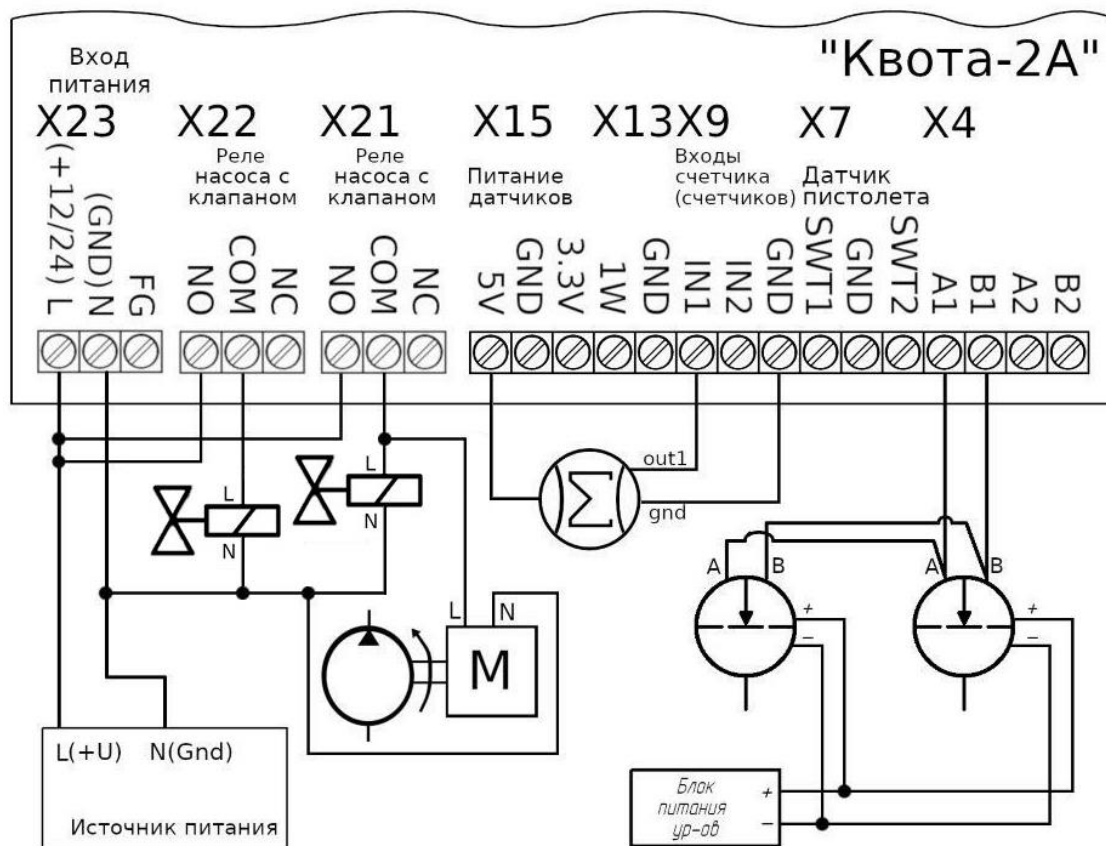 "Квота-2А"
Вход
питания
X23
X22
X21
X15
X13
X9
X7
X4
Реле
насоса с
клапаном
Реле
насоса с
клапаном
Питание
датчиков
Входы
счетчика
(счетчиков)
Датчик
пистолета
(+12/24) L
(GND) N
FG
NO
COM
NC
NO
COM
NC
5V
GND
3.3V
1W
GND
IN1
IN2
GND
SWT1
GND
SWT2
A1
B1
A2
B2
L
N
L
N
out1
gnd
L
N
M
A
B
+
−
A
B
+
−
L(+U)
N(Gnd)
Источник питания
Блок
питания
ур-ов
+
−